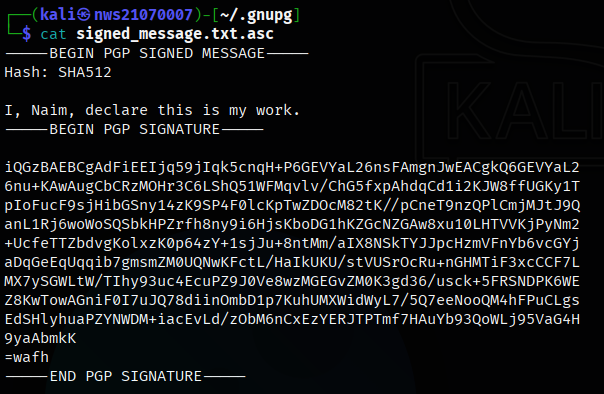 ┌──(kali㉿nws21070007)-[~/.gnupg]
└─$ cat signed_message.txt.asc
-----BEGIN PGP SIGNED MESSAGE-----
Hash: SHA512

I, Naim, declare this is my work.
-----BEGIN PGP SIGNATURE-----

iQGzBAEBCgAdFiEEIjq59jIqk5cnqH+P6GEVYaL26nsFAmgnJwEACgkQ6GEVYaL2
6nu+KAwAugCbCRzMOHr3C6LShQ51WFMqvlv/ChG5fxpAhdqCd1i2KJW8ffUGKy1T
pIoFucF9sjHibGSny14zK9SP4F0lcKpTwZDOcM82tK//pCneT9nzQPlCmjMJtJ9Q
anL1Rj6woWoSQSbkHPZrfh8ny9i6HjsKboDG1hKZGcNZGAw8xu10LHTVVKjPyNm2
+UcfeTTZbdvgKolxzK0p64zY+1sjJu+8ntMm/aIX8NSkTYJJpcHzmVFnYb6vcGYj
aDqGeEqUqqib7gmsmZM0UQNwKFctL/HaIkUKU/stVUSrOcRu+nGHMTiF3xcCCF7L
MX7ySGWLtW/TIhy93uc4EcuPZ9J0Ve8wzMGEGvZM0K3gd36/usck+5FRSNDPK6WE
Z8KwTowAGniF0I7uJQ78diinOmbD1p7KuhUMXWidWyL7/5Q7eeNooQM4hFPuCLgs
EdSHlyhuaPZYNWDM+iacEvLd/zObM6nCxEzYERJTPTmf7HAuYb93QoWLj95VaG4H
9yaAbmkK
=wafh
-----END PGP SIGNATURE-----
KALI